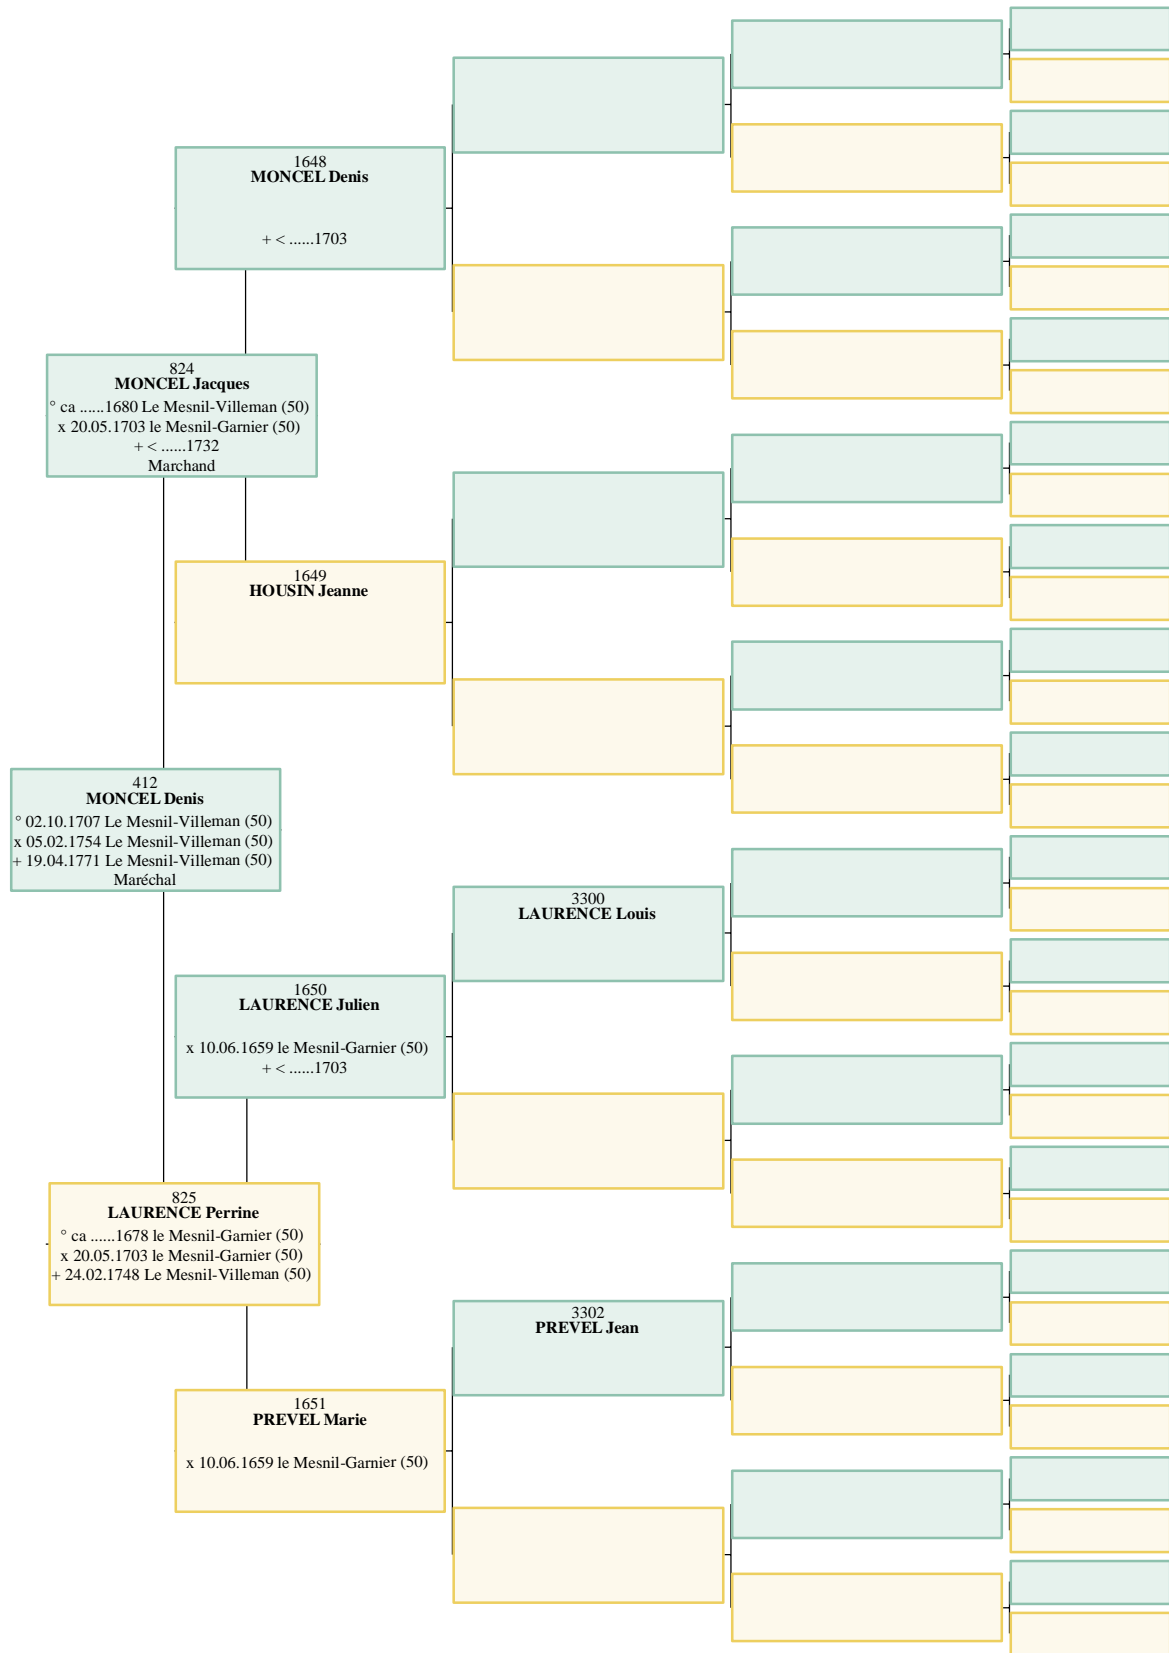 1648
MONCEL Denis
+ < ......1703
824
MONCEL Jacques
° ca ......1680 Le Mesnil-Villeman (50)
x 20.05.1703 le Mesnil-Garnier (50)
+ < ......1732
Marchand
1649
HOUSIN Jeanne
412
MONCEL Denis
° 02.10.1707 Le Mesnil-Villeman (50)
x 05.02.1754 Le Mesnil-Villeman (50)
+ 19.04.1771 Le Mesnil-Villeman (50)
Maréchal
3300
LAURENCE Louis
1650
LAURENCE Julien
x 10.06.1659 le Mesnil-Garnier (50)
+ < ......1703
825
LAURENCE Perrine
° ca ......1678 le Mesnil-Garnier (50)
x 20.05.1703 le Mesnil-Garnier (50)
+ 24.02.1748 Le Mesnil-Villeman (50)
3302
PREVEL Jean
1651
PREVEL Marie
x 10.06.1659 le Mesnil-Garnier (50)